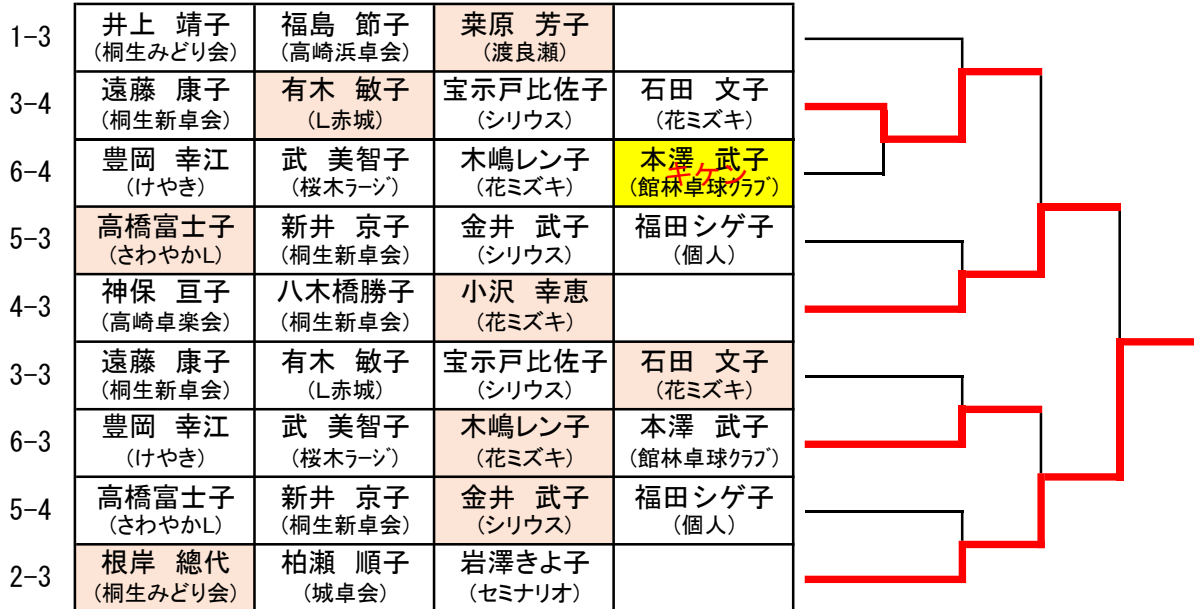 1-3 井上 靖子 福島 節子 桒原 芳子
(桐生みどり会) (高崎浜卓会) (渡良瀬)
3-4 遠藤 康子 有木 敏子 宝示戸比佐子 石田 文子
(桐生新卓会) (L赤城) (シリウス) (花ミズキ)
6-4 豊岡 幸江 武 美智子 木嶋レン子 本澤 武子
キケン
(けやき) (桜木ラージ) (花ミズキ) (館林卓球クラブ)
5-3 高橋富士子 新井 京子 金井 武子 福田シゲ子
(さわやかL) (桐生新卓会) (シリウス) (個人)
4-3 神保 亘子 八木橋勝子 小沢 幸恵
(高崎卓楽会) (桐生新卓会) (花ミズキ)
3-3 遠藤 康子 有木 敏子 宝示戸比佐子 石田 文子
(桐生新卓会) (L赤城) (シリウス) (花ミズキ)
6-3 豊岡 幸江 武 美智子 木嶋レン子 本澤 武子
(けやき) (桜木ラージ) (花ミズキ) (館林卓球クラブ)
5-4 高橋富士子 新井 京子 金井 武子 福田シゲ子
(さわやかL) (桐生新卓会) (シリウス) (個人)
2-3 根岸 總代 柏瀬 順子 岩澤きよ子
(桐生みどり会) (城卓会) (セミナリオ)